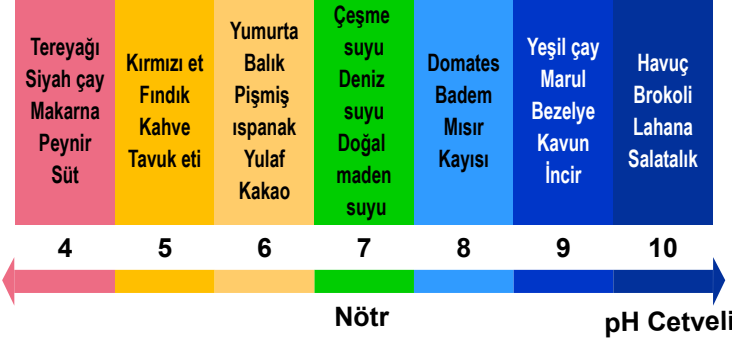 Tereyağı
Siyah çay
Makarna
Peynir
Süt
Kırmızı et
Fındık
Kahve
Tavuk eti
Yumurta
Balık
Pişmiş
ıspanak
Yulaf
Kakao
Çeşme
suyu
Deniz
suyu
Doğal
maden
suyu
Domates
Badem
Mısır
Kayısı
Yeşil çay
Marul
Bezelye
Kavun
İncir
Havuç
Brokoli
Lahana
Salatalık
4 5 6 7 8 9 10
Nötr
pH Cetveli